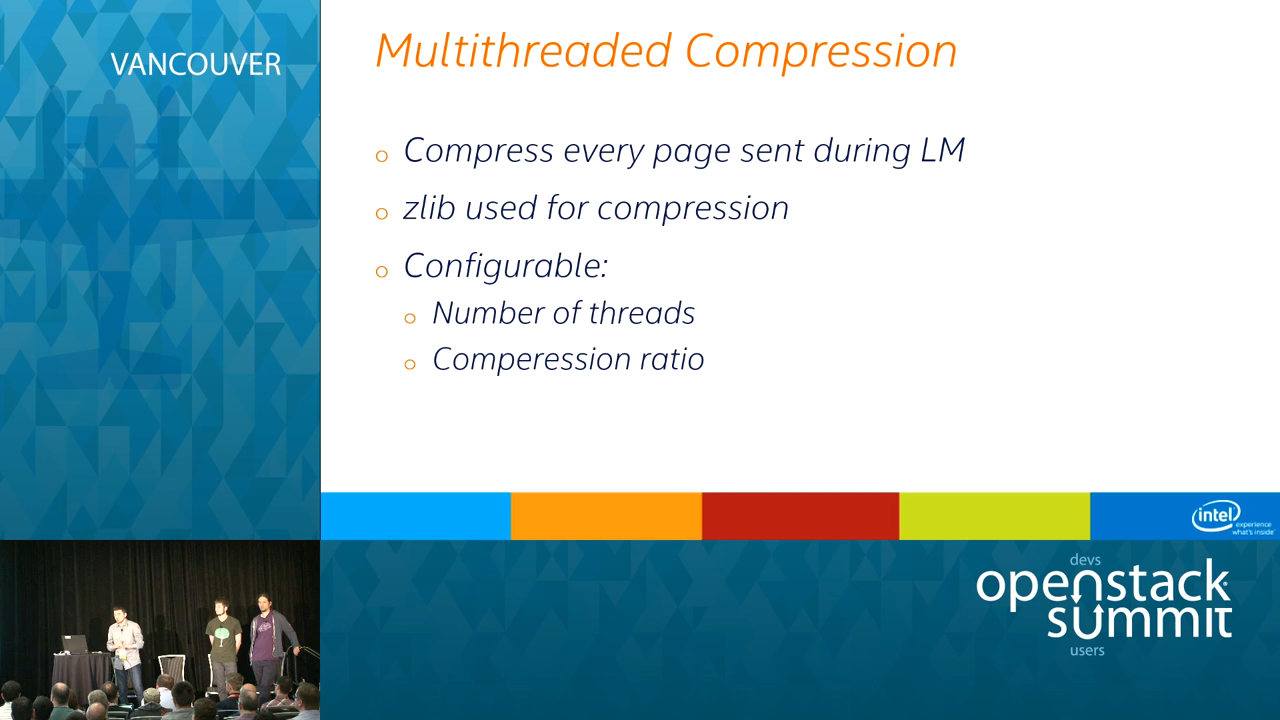 VANCOUVER
Multithreaded Compression
Compress every page sent during LM
zlib used for compression
Configurable:
Number of threads
Comperession ratio
intel
experience
what's inside
devs
openstack
summit
users